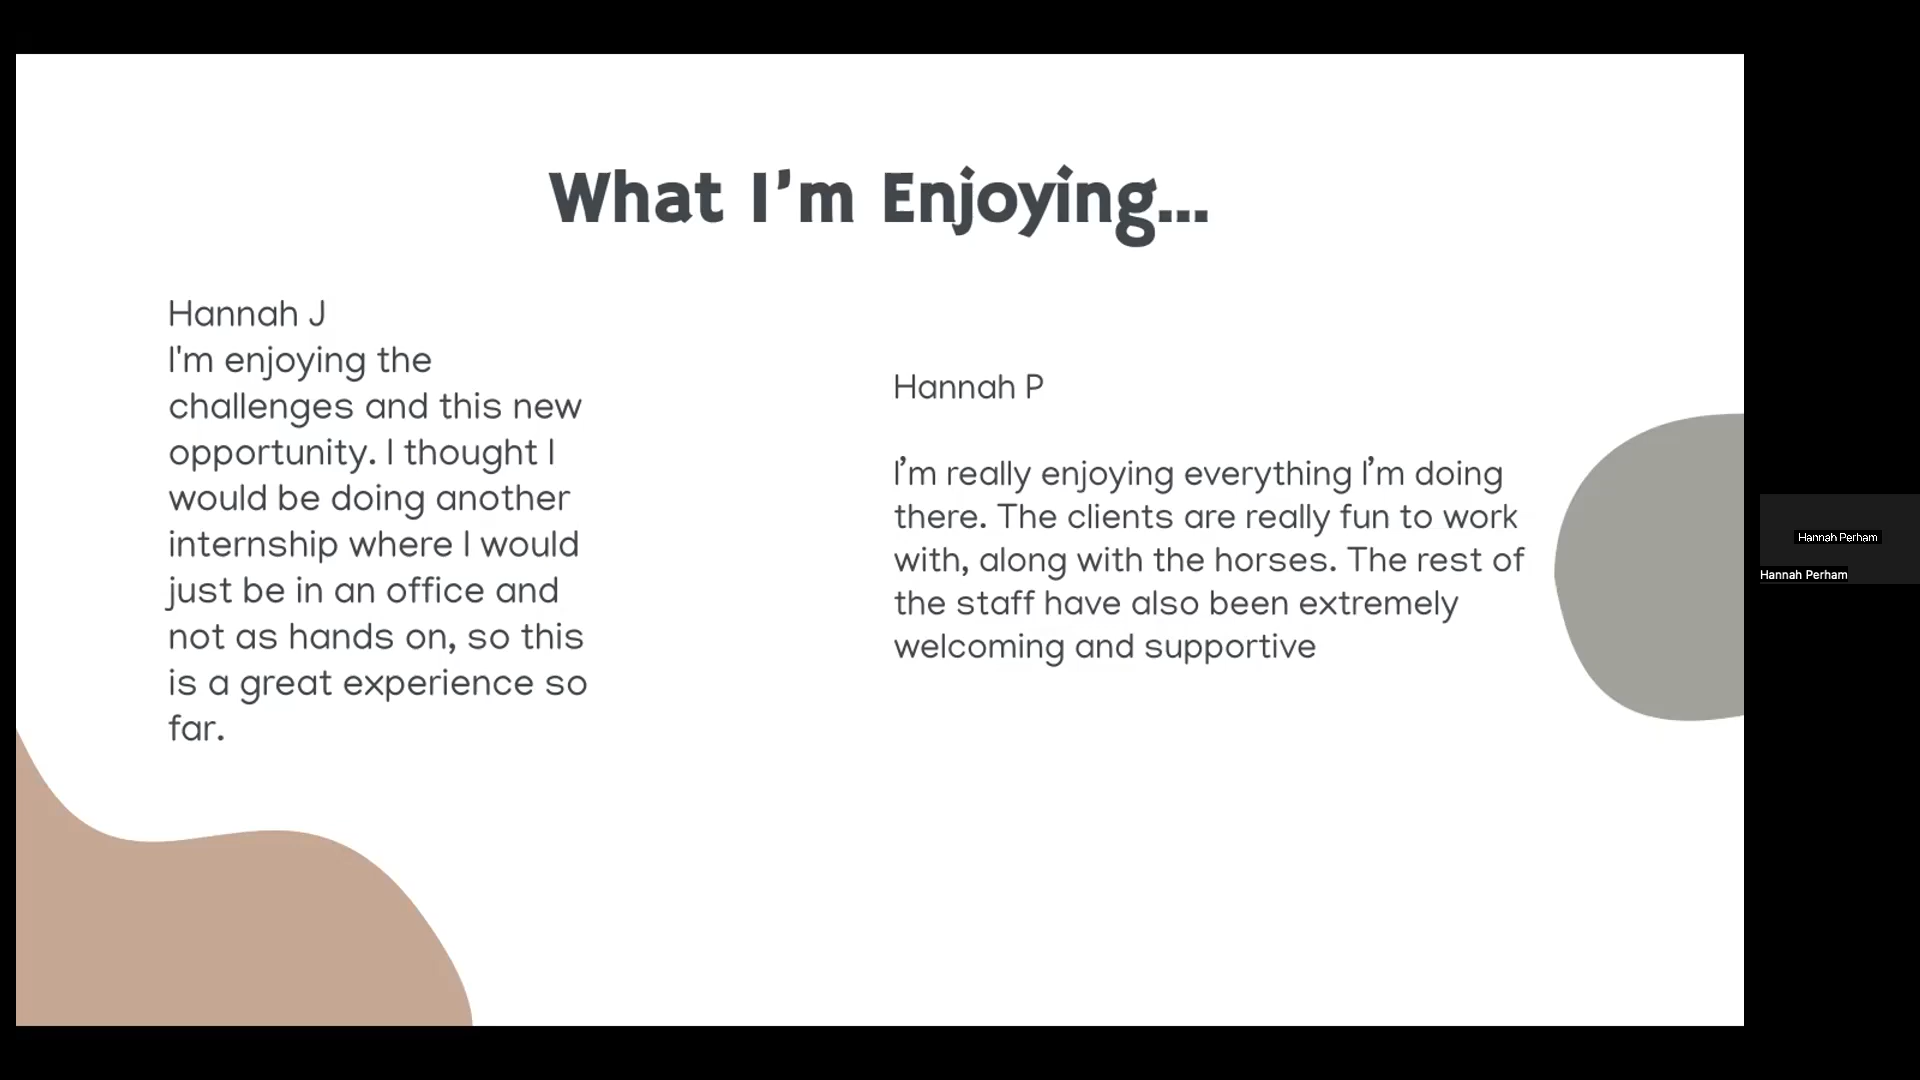 What I’m Enjoying...
Hannah J
I'm enjoying the
challenges and this new
opportunity. I thought I
would be doing another
internship where I would
just be in an office and
not as hands on, so this
is a great experience so
far.
Hannah P
I’m really enjoying everything I’m doing
there. The clients are really fun to work
with, along with the horses. The rest of
the staff have also been extremely
welcoming and supportive
Hannah Perham
Hannah Perham